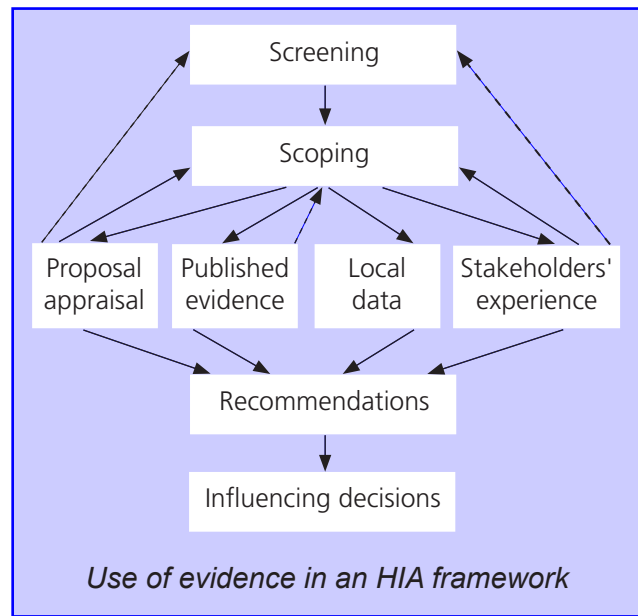 Screening
Scoping
Proposal
appraisal
Published
evidence
Local
data
Stakeholders'
experience
Recommendations
Influencing decisions
Use of evidence in an HIA framework